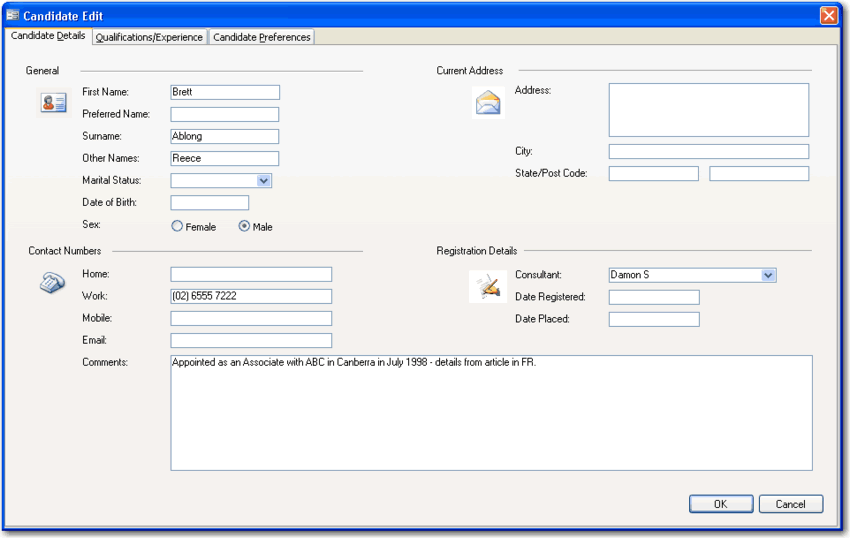 Candidate Edit
Candidate Details Qualifications/Experience Candidate Preferences
General
First Name: Brett
Preferred Name:
Surname: Ablong
Other Names: Reece
Marital Status:
Date of Birth:
Sex: Female Male
Current Address
Address:
City:
State/Post Code:
Contact Numbers
Home:
Work: (02) 6555 7222
Mobile:
Email:
Registration Details
Consultant: Damon S
Date Registered:
Date Placed:
Comments: Appointed as an Associate with ABC in Canberra in July 1998 - details from article in FR.
OK Cancel